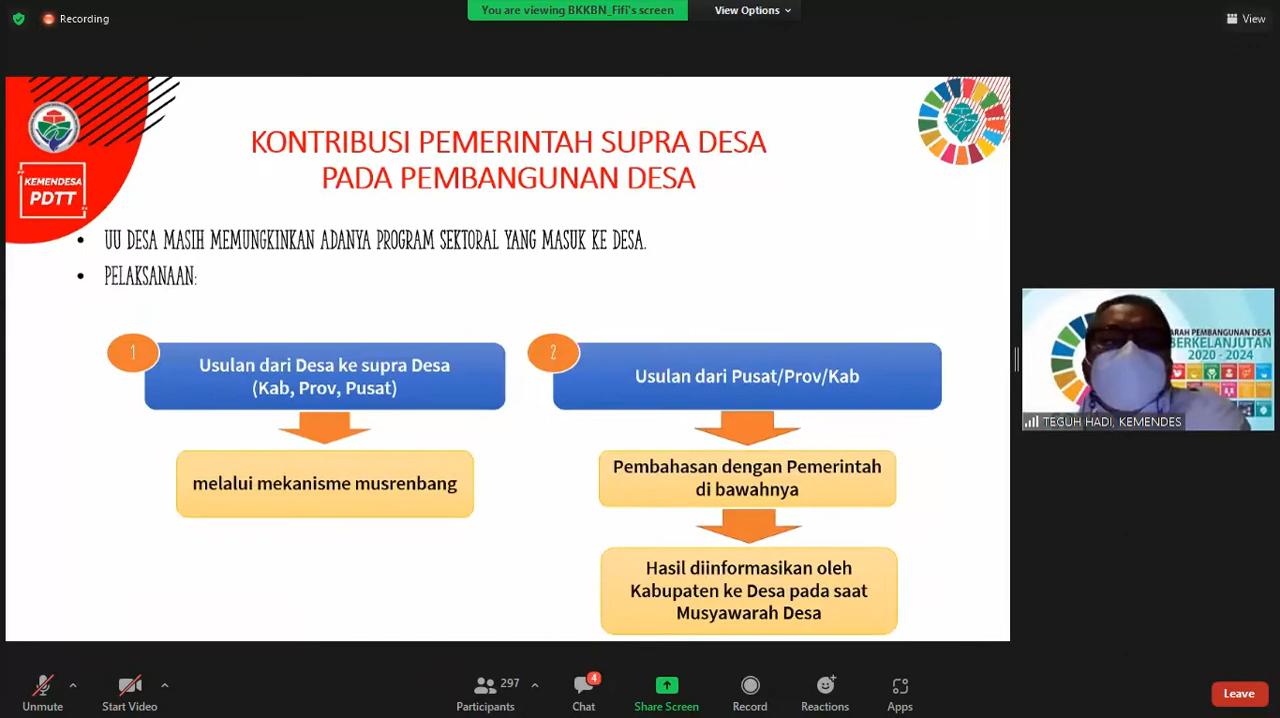 Recording
You are viewing BKKBN_Fifi's screen
View Options
View
KEMENDESA
PDTT
KONTRIBUSI PEMERINTAH SUPRA DESA
PADA PEMBANGUNAN DESA
• UU DESA MASIH MEMUNGKINKAN ADANYA PROGRAM SEKTORAL YANG MASUK KE DESA.
• PELAKSANAAN:
1
Usulan dari Desa ke supra Desa
(Kab, Prov, Pusat)
melalui mekanisme musrenbang
2
Usulan dari Pusat/Prov/Kab
Pembahasan dengan Pemerintah
di bawahnya
Hasil diinformasikan oleh
Kabupaten ke Desa pada saat
Musyawarah Desa
ARAH PEMBANGUNAN DESA
BERKELANJUTAN
2020 - 2024
TEGUH HADI, KEMENDES
Unmute
Start Video
297
Participants
4
Chat
Share Screen
Record
Reactions
Apps
Leave